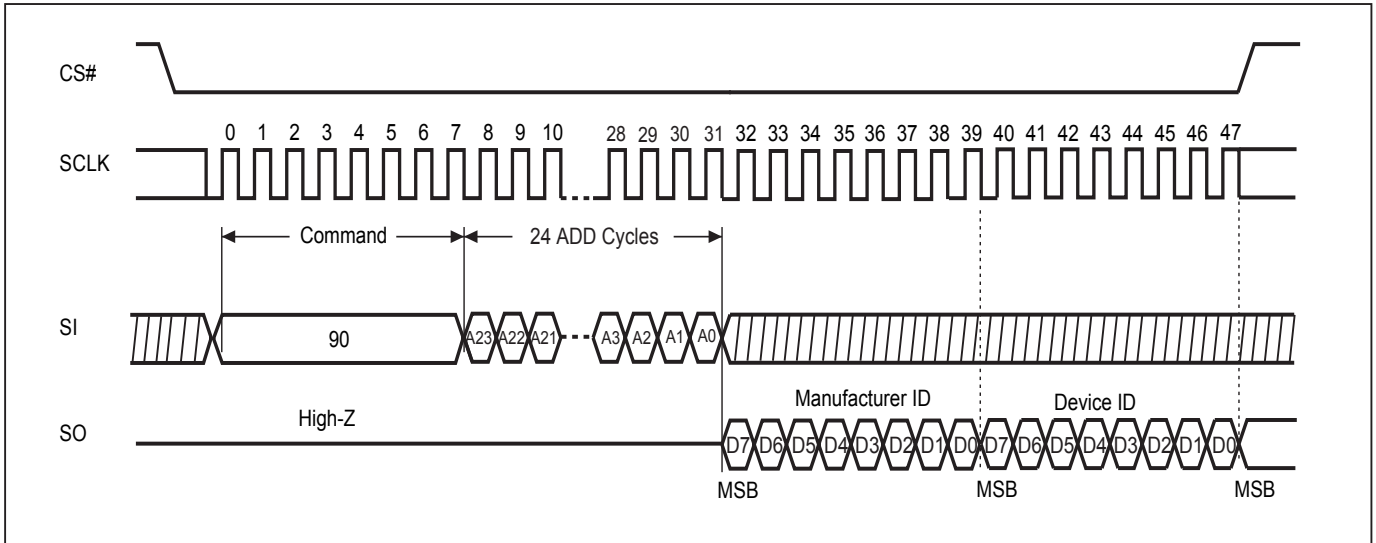 CS#
0 1 2 3 4 5 6 7 8 9 10 28 29 30 31 32 33 34 35 36 37 38 39 40 41 42 43 44 45 46 47
SCLK
Command 24 ADD Cycles
SI 90 A23 A22 A21 A3 A2 A1 A0
Manufacturer ID Device ID
High-Z
SO D7 D6 D5 D4 D3 D2 D1 D0 D7 D6 D5 D4 D3 D2 D1 D0
MSB MSB MSB